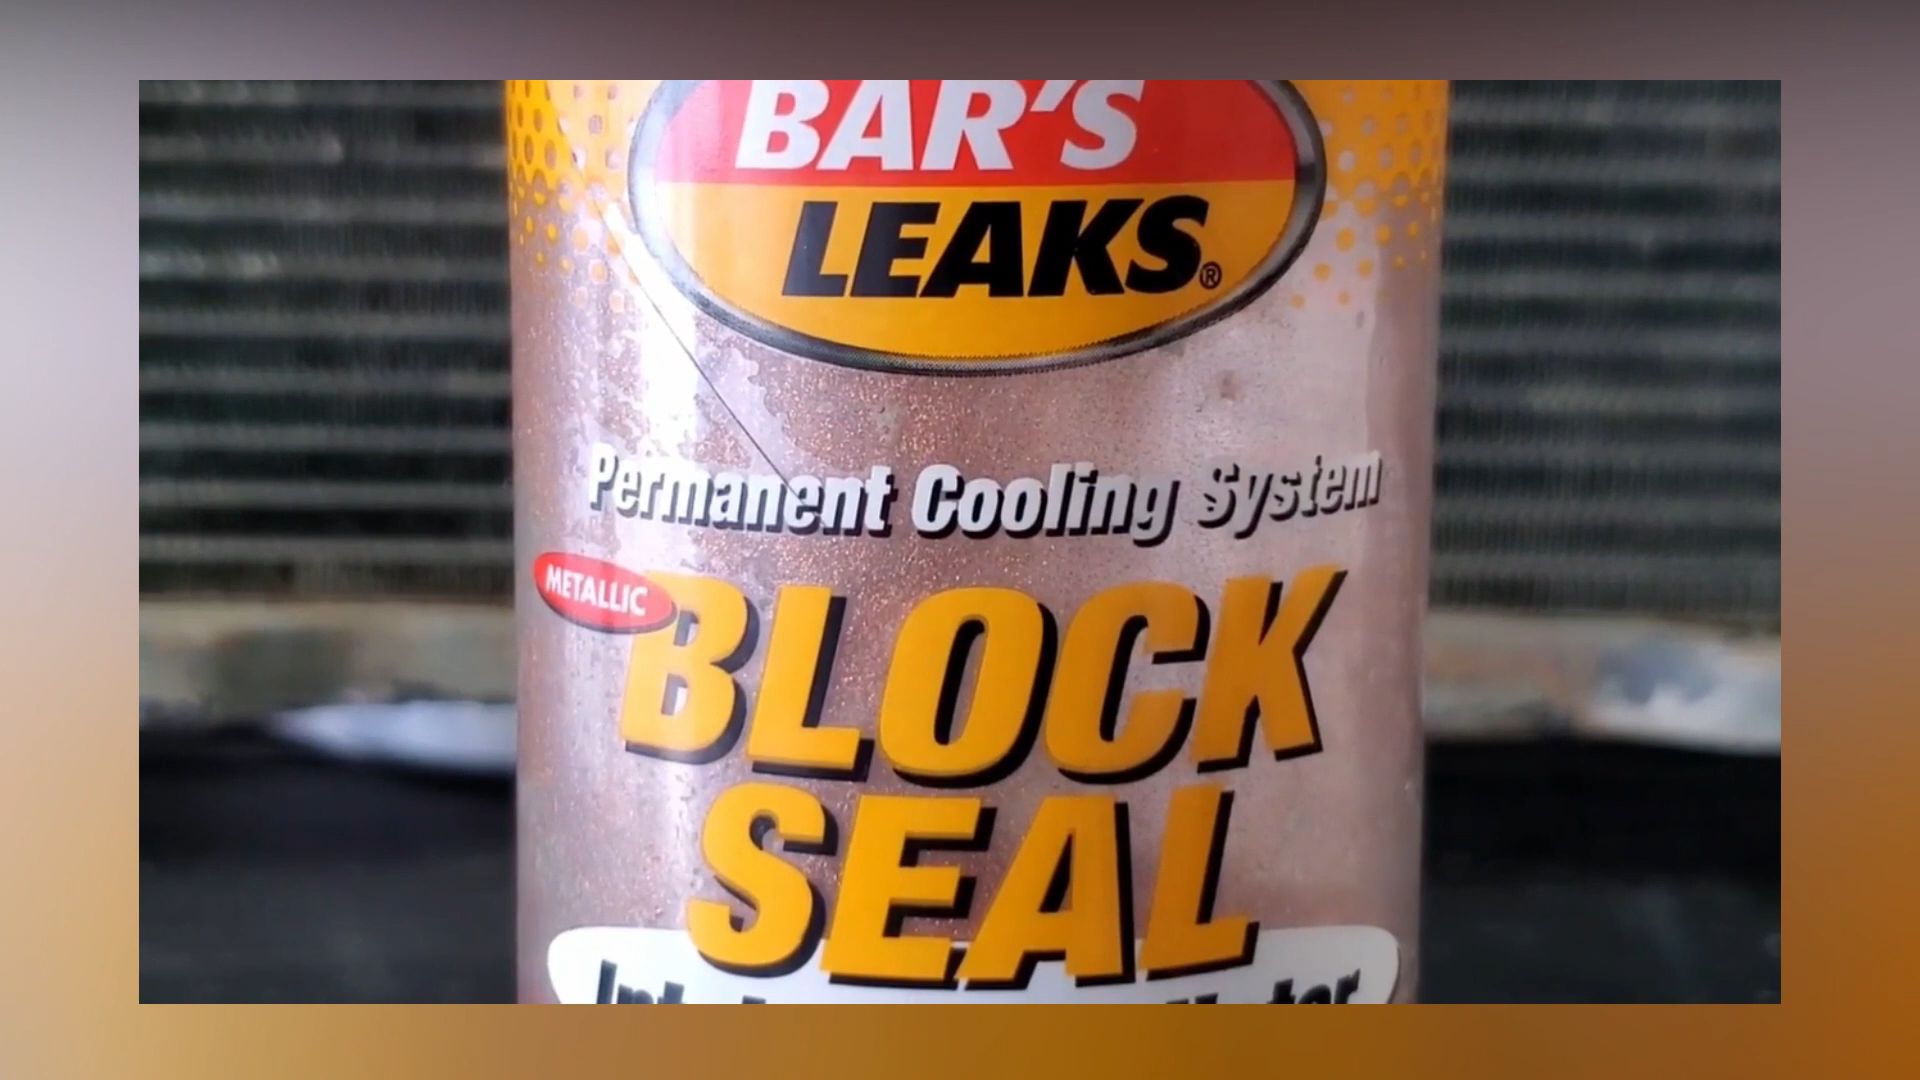 BAR'S
LEAKS®
Permanent Cooling System
METALLIC
BLOCK
SEAL